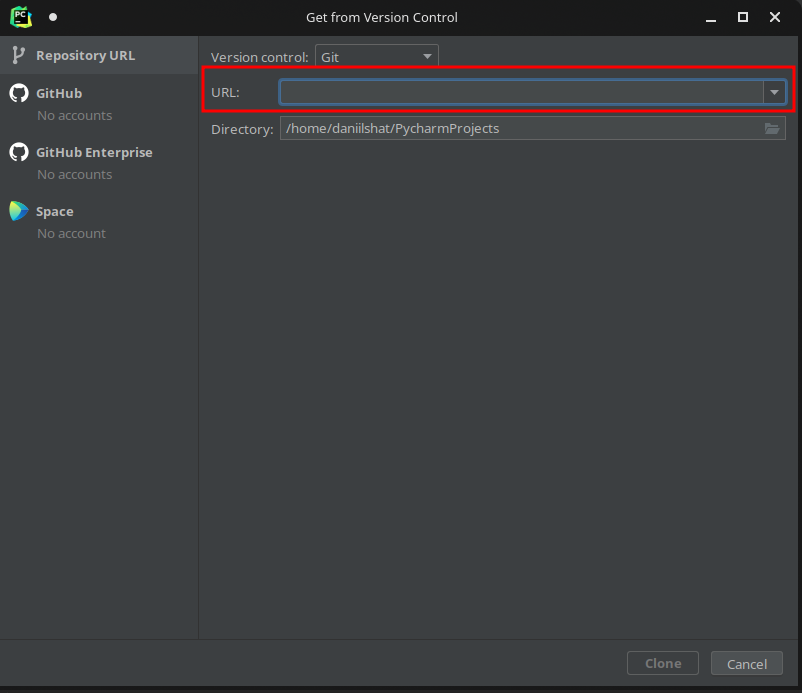 PC
Get from Version Control
Repository URL
GitHub
No accounts
GitHub Enterprise
No accounts
Space
No account
Version control: Git
URL:
Directory: /home/daniilshat/PycharmProjects
Clone
Cancel